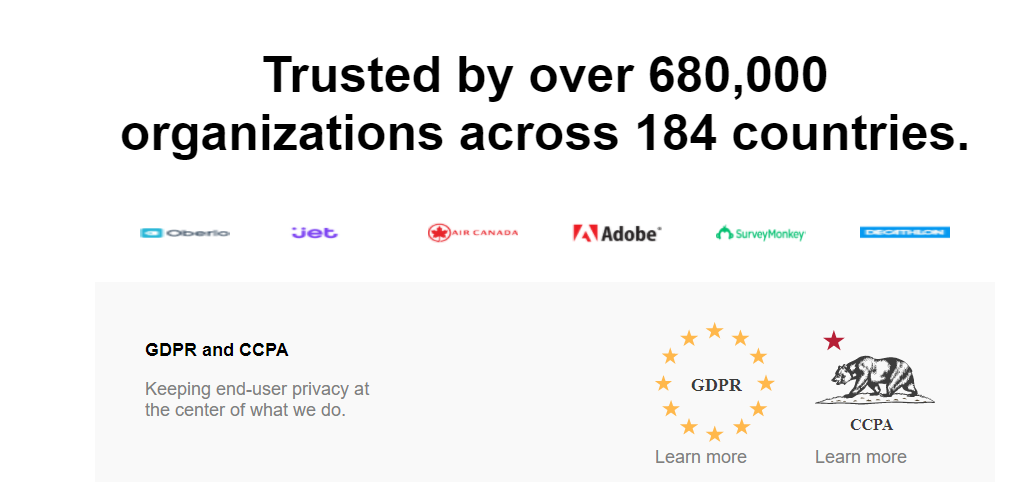 Trusted by over 680,000
organizations across 184 countries.
Oberlo Jet AIR CANADA Adobe SurveyMonkey DECATHLON
GDPR and CCPA
Keeping end-user privacy at
the center of what we do.
GDPR
CCPA
Learn more Learn more